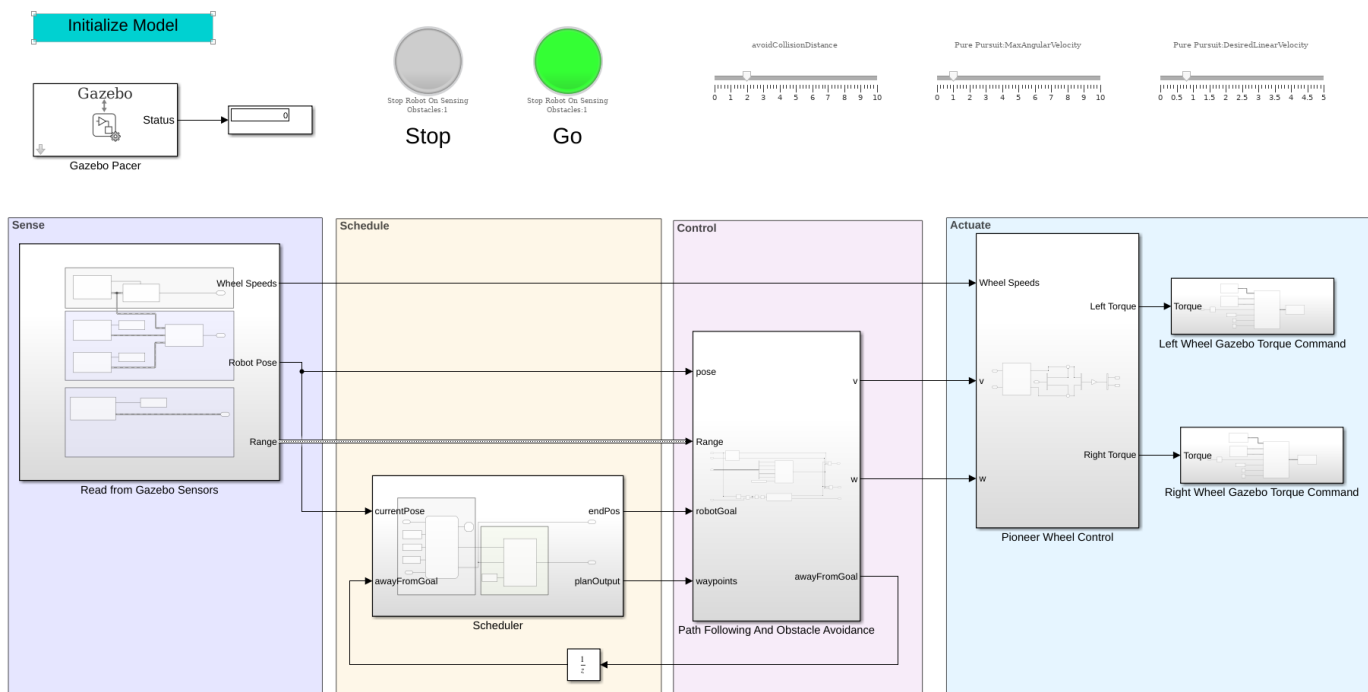 Initialize Model
Gazebo
Status
0
Gazebo Pacer
Stop Robot On Sensing
Obstacles:1
Stop
Stop Robot On Sensing
Obstacles:1
Go
avoidCollisionDistance
0 1 2 3 4 5 6 7 8 9 10
Pure Pursuit:MaxAngularVelocity
0 1 2 3 4 5 6 7 8 9 10
Pure Pursuit:DesiredLinearVelocity
0 0.5 1 1.5 2 2.5 3 3.5 4 4.5 5
Sense
Wheel Speeds
Robot Pose
Range
Read from Gazebo Sensors
Schedule
currentPose
awayFromGoal
endPos
planOutput
Scheduler
1
z
Control
pose
Range
robotGoal
waypoints
v
w
awayFromGoal
Path Following And Obstacle Avoidance
Actuate
Wheel Speeds
v
w
Left Torque
Right Torque
Pioneer Wheel Control
Torque
Left Wheel Gazebo Torque Command
Torque
Right Wheel Gazebo Torque Command